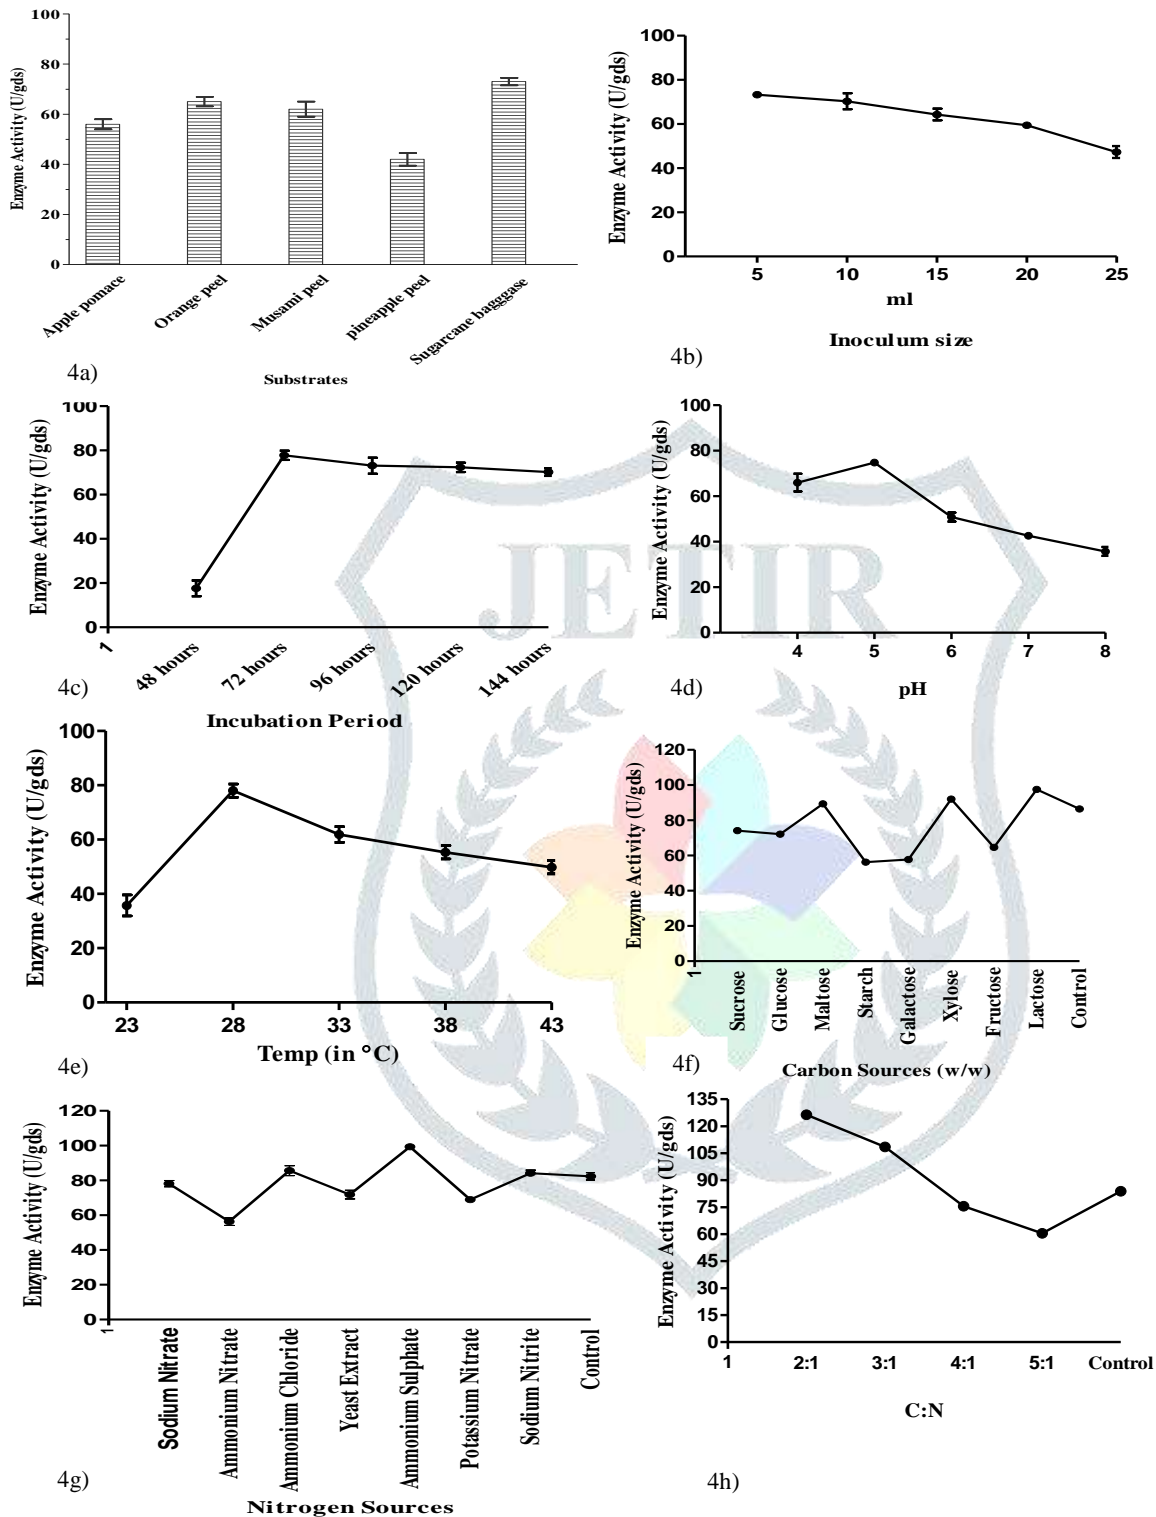 100
80
60
40
20
0
Enzyme Activity (U/gds)
Apple pomace
Orange peel
Musami peel
pineapple peel
Sugarcane bagggase
4a)
Substrates
100
80
60
40
20
0
Enzyme Activity (U/gds)
5 10 15 20 25
ml
Inoculum size
4b)
100
80
60
40
20
0
Enzyme Activity (U/gds)
1
48 hours
72 hours
96 hours
120 hours
144 hours
4c)
Incubation Period
100
80
60
40
20
0
Enzyme Activity (U/gds)
4 5 6 7 8
4d)
pH
JETIR
100
80
60
40
20
0
Enzyme Activity (U/gds)
23 28 33 38 43
Temp (in °C)
4e)
120
100
80
60
40
20
0
Enzyme Activity (U/gds)
1
Sucrose
Glucose
Maltose
Starch
Galactose
Xylose
Fructose
Lactose
Control
4f)
Carbon Sources (w/w)
120
100
80
60
40
20
0
Enzyme Activity (U/gds)
1
Sodium Nitrate
Ammonium Nitrate
Ammonium Chloride
Yeast Extract
Ammonium Sulphate
Potassium Nitrate
Sodium Nitrite
Control
4g)
Nitrogen Sources
135
120
105
90
75
60
45
30
15
0
Enzyme Activity (U/gds)
1 2:1 3:1 4:1 5:1 Control
C:N
4h)